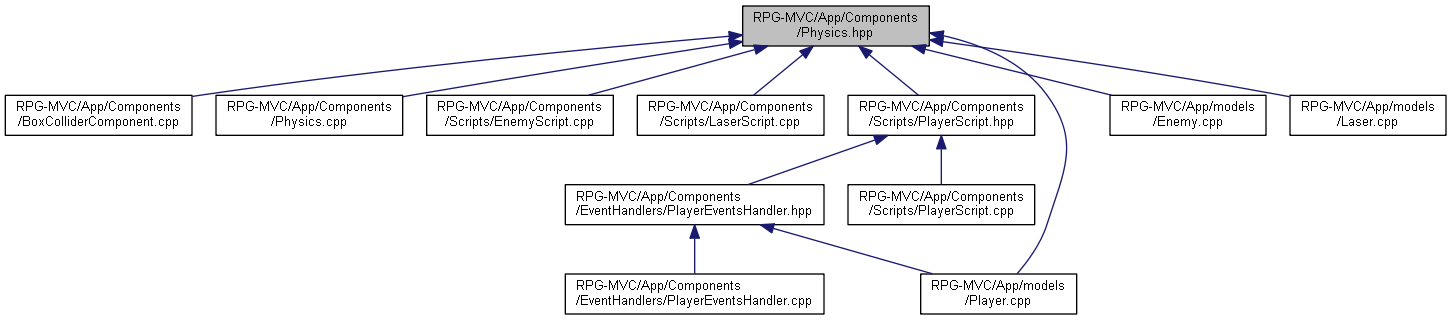 RPG-MVC/App/Components
/Physics.hpp
RPG-MVC/App/Components
/BoxColliderComponent.cpp
RPG-MVC/App/Components
/Physics.cpp
RPG-MVC/App/Components
/Scripts/EnemyScript.cpp
RPG-MVC/App/Components
/Scripts/LaserScript.cpp
RPG-MVC/App/Components
/Scripts/PlayerScript.hpp
RPG-MVC/App/models
/Enemy.cpp
RPG-MVC/App/models
/Laser.cpp
RPG-MVC/App/Components
/EventHandlers/PlayerEventsHandler.hpp
RPG-MVC/App/Components
/Scripts/PlayerScript.cpp
RPG-MVC/App/Components
/EventHandlers/PlayerEventsHandler.cpp
RPG-MVC/App/models
/Player.cpp